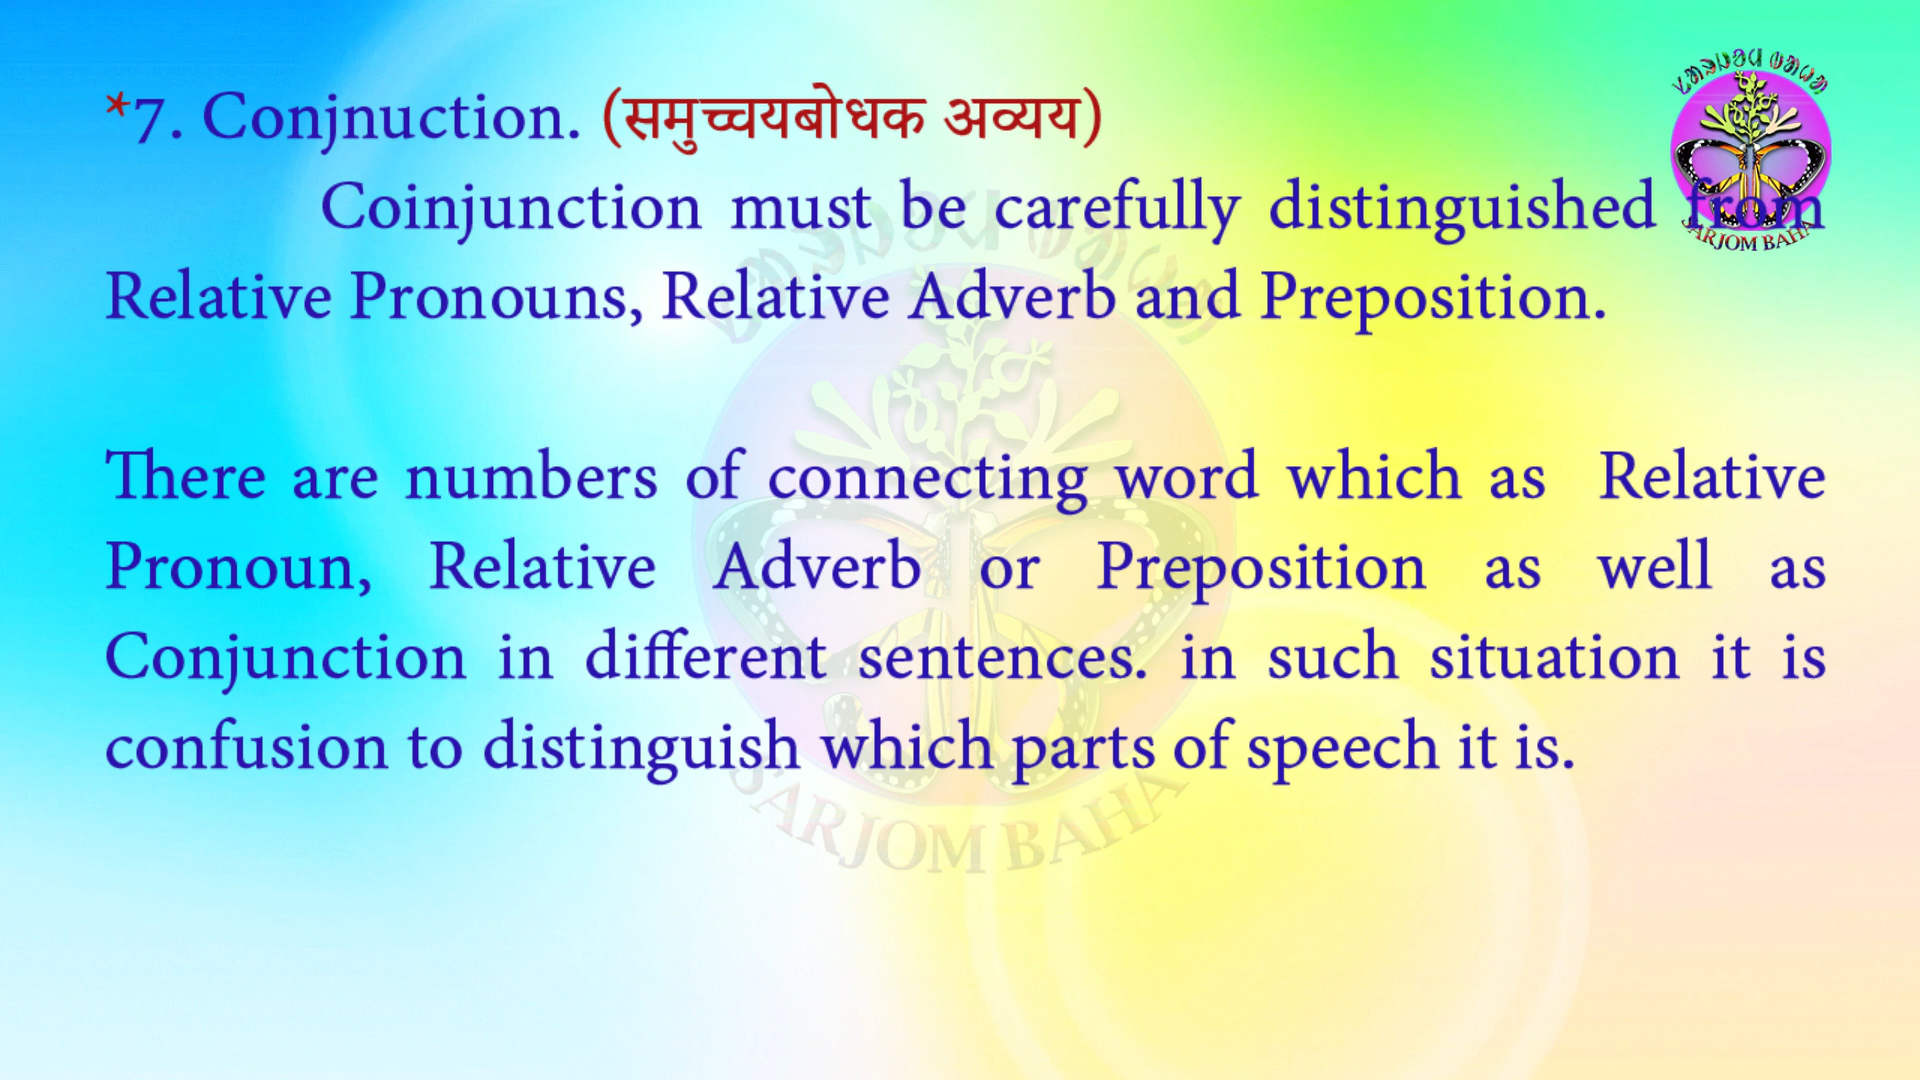 *7. Conjnuction. (समुच्चयबोधक अव्यय)
Coinjunction must be carefully distinguished from
Relative Pronouns, Relative Adverb and Preposition.
There are numbers of connecting word which as Relative
Pronoun, Relative Adverb or Preposition as well as
Conjunction in different sentences. in such situation it is
confusion to distinguish which parts of speech it is.
SARJOM BAHA
SARJOM BAHA